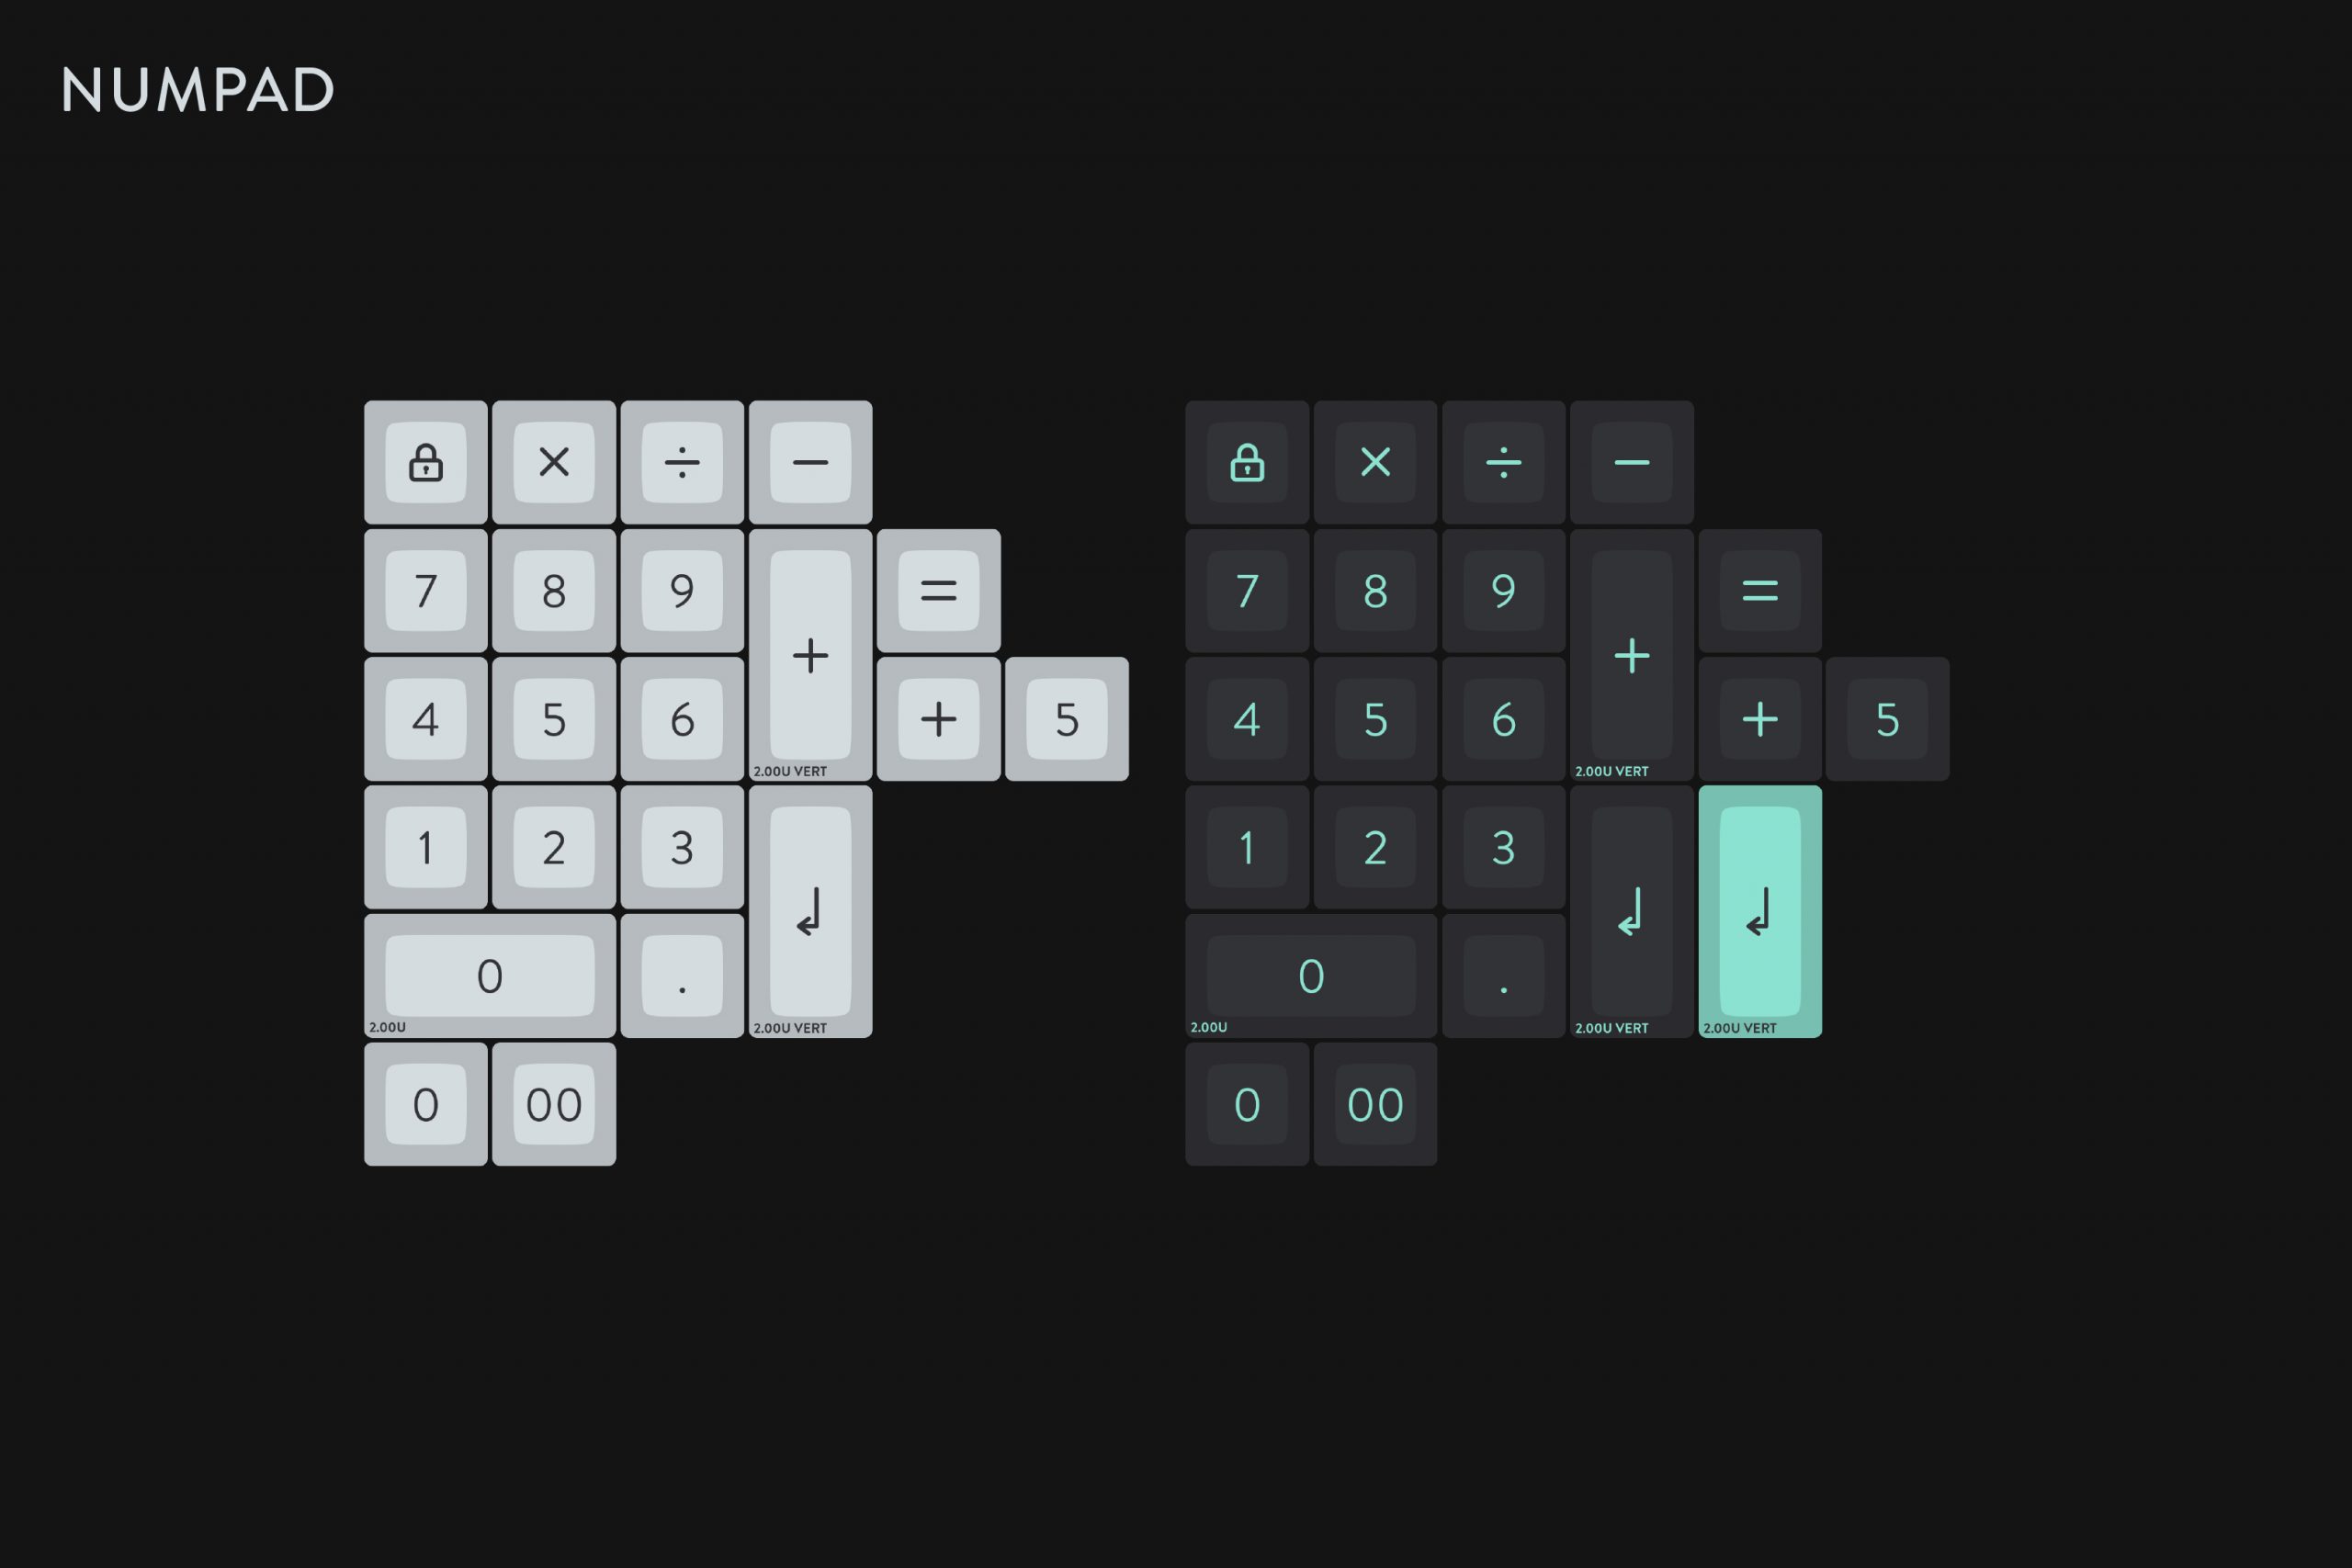 NUMPAD
× ÷ −
7 8 9 + =
4 5 6 + 5
2.00U VERT
1 2 3
0 .
2.00U 2.00U VERT
0 00
× ÷ −
7 8 9 + =
4 5 6 + 5
2.00U VERT
1 2 3
0 .
2.00U 2.00U VERT 2.00U VERT
0 00